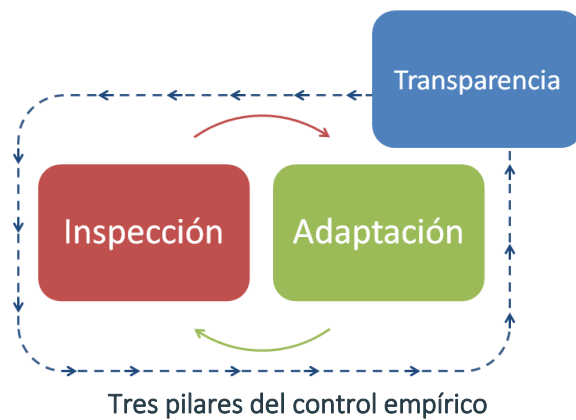 Transparencia
Inspección
Adaptación
Tres pilares del control empírico